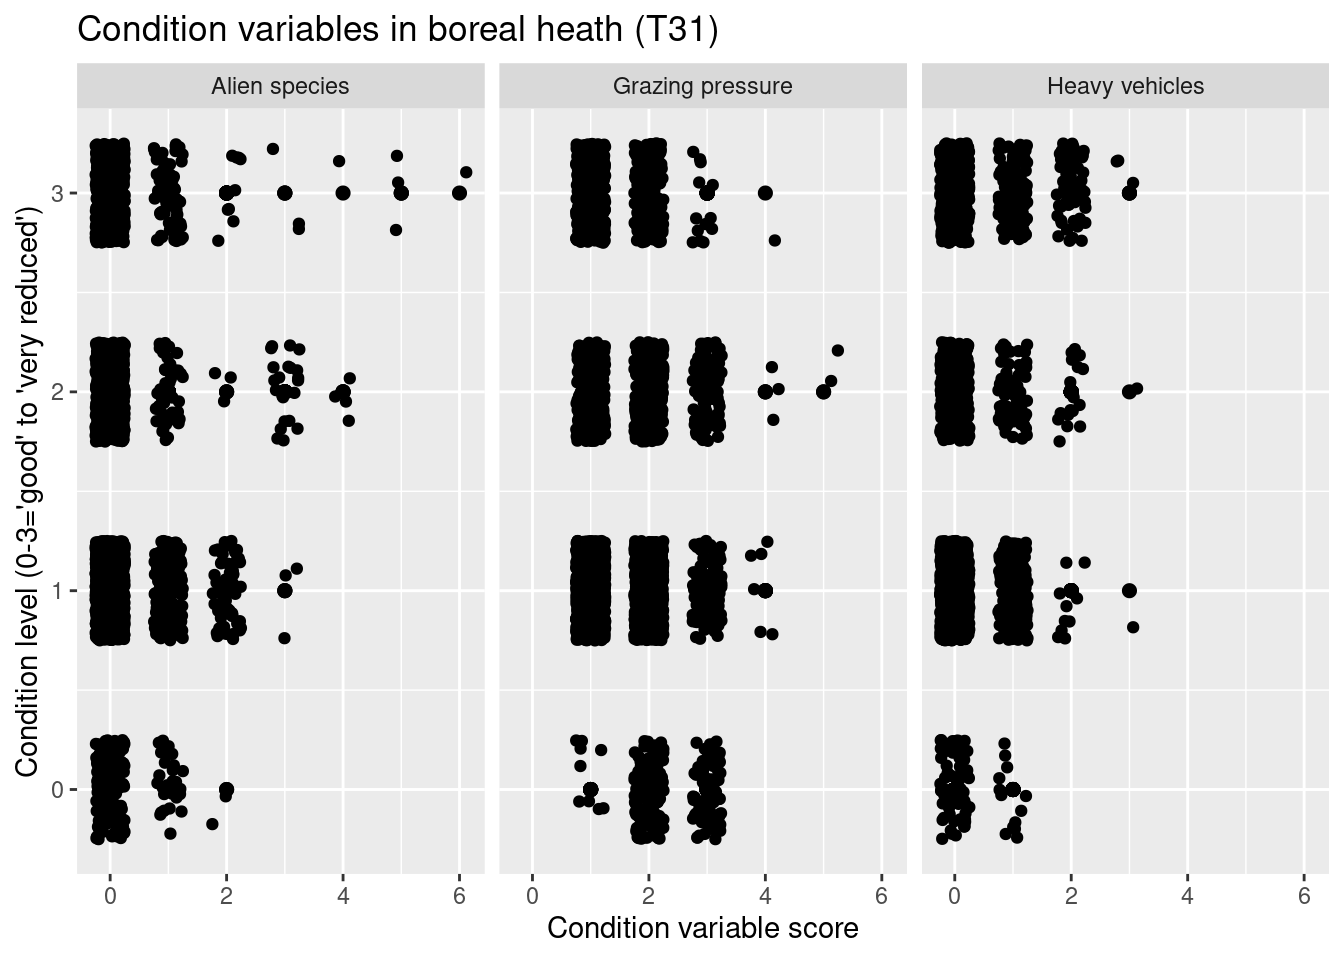 Condition variables in boreal heath (T31)
Alien species
Grazing pressure
Heavy vehicles
Condition level (0-3='good' to 'very reduced')
3
2
1
0
0 2 4 6
0 2 4 6
0 2 4 6
Condition variable score